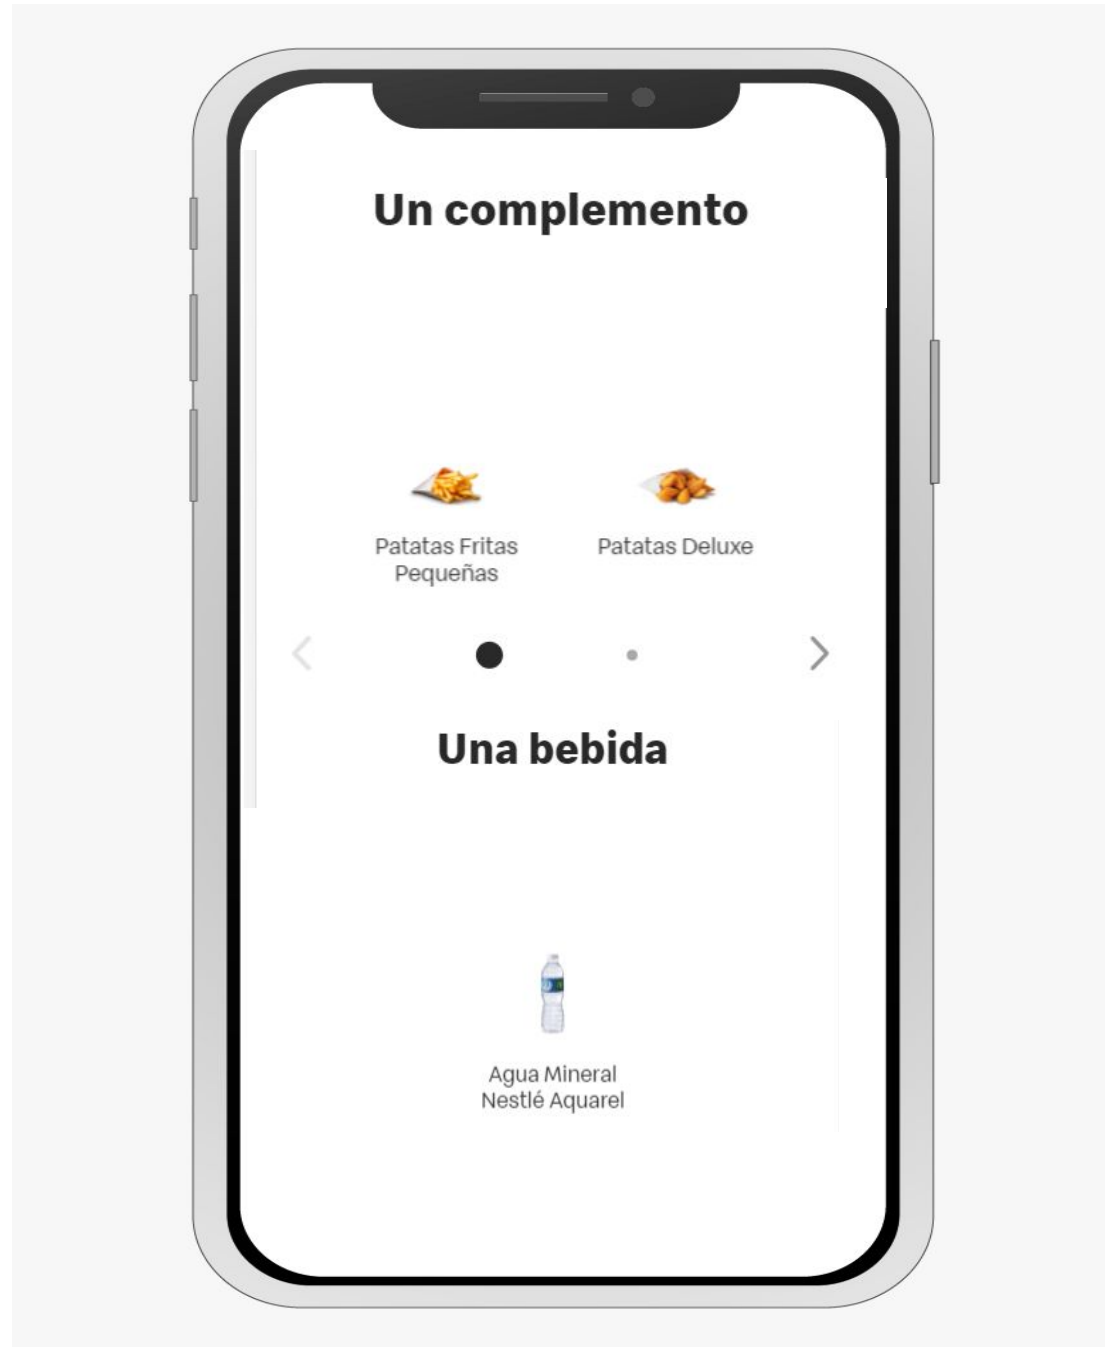 Un complemento
Patatas Fritas
Pequeñas
Patatas Deluxe
Una bebida
Agua Mineral
Nestlé Aquarel